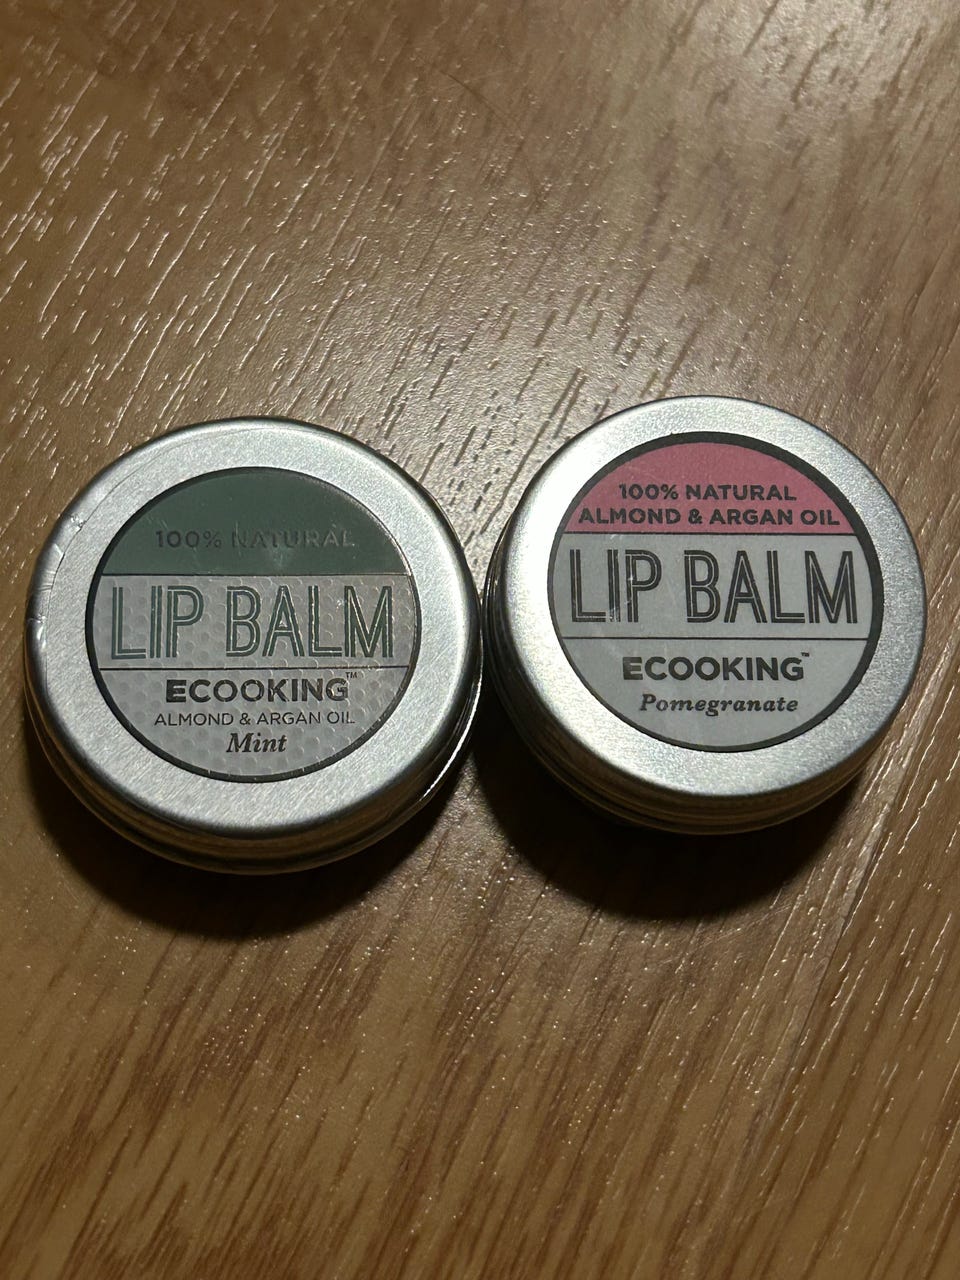 100% NATURAL
LIP BALM
ECOOKING™
ALMOND & ARGAN OIL
Mint
100% NATURAL
ALMOND & ARGAN OIL
LIP BALM
ECOOKING™
Pomegranate